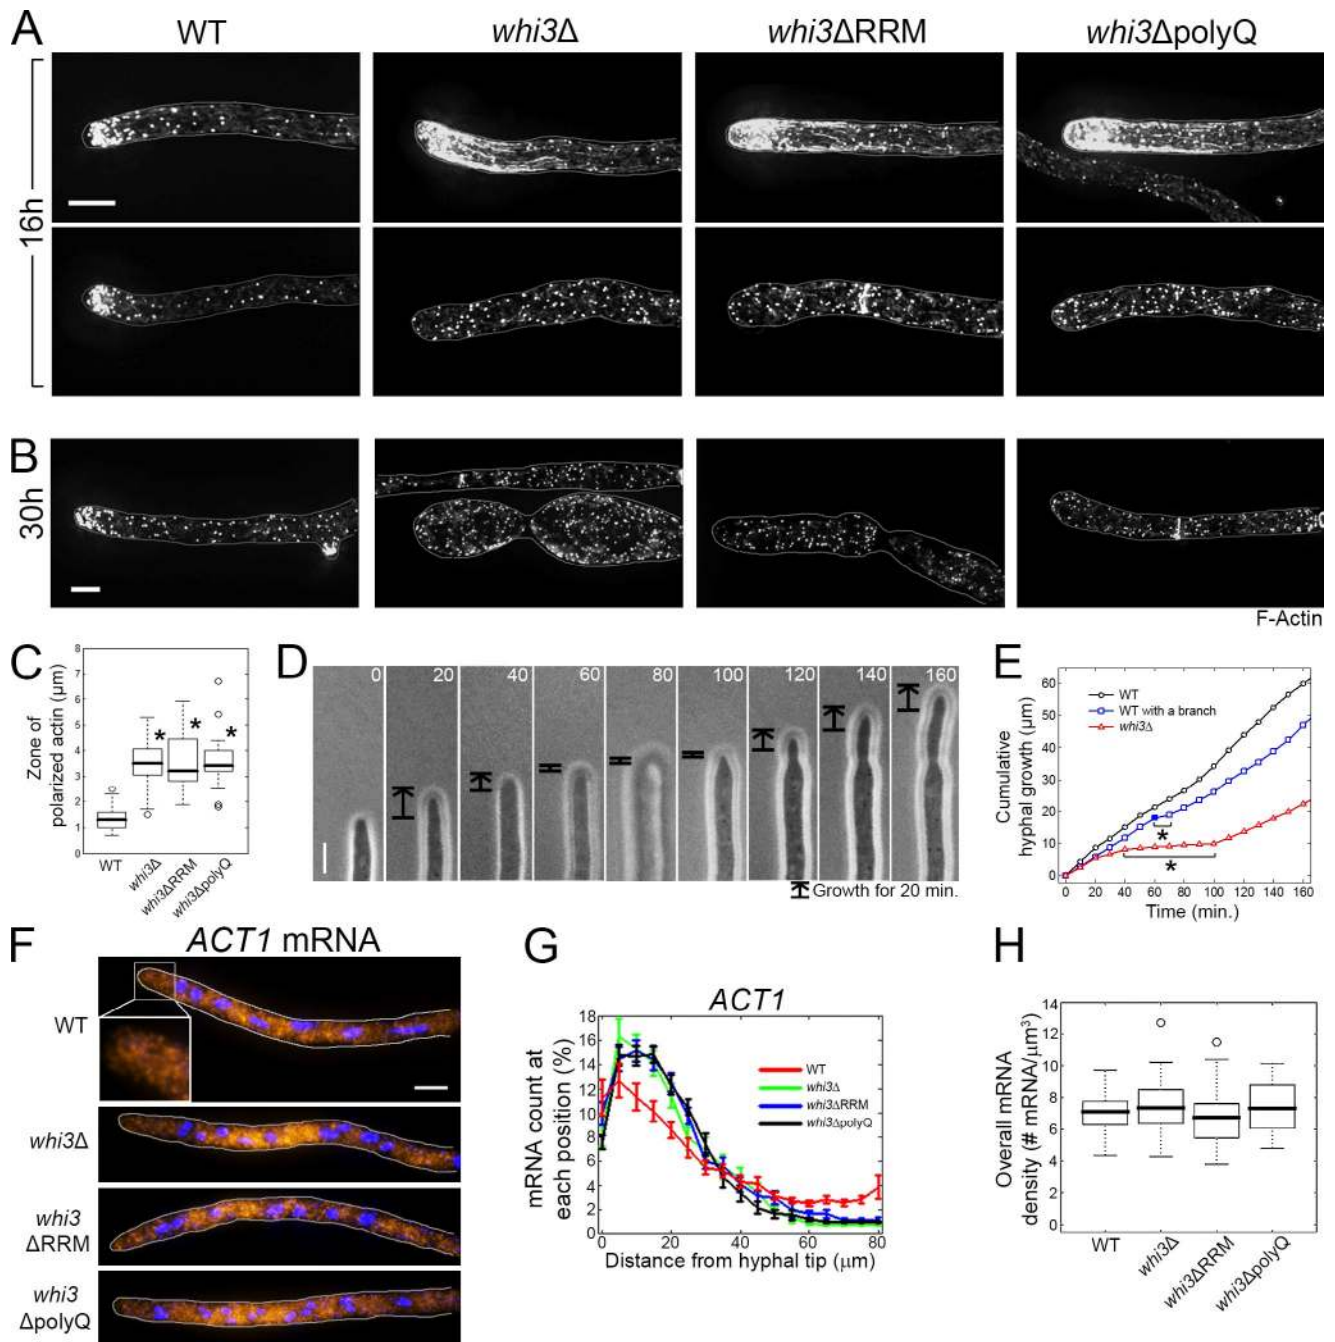 A
WT
whi3Δ
whi3ΔRRM
whi3ΔpolyQ
16h
B
30h
F-Actin
C
Zone of
polarized actin (μm)
8
7
6
5
4
3
2
1
0
*
*
*
WT
whi3Δ
whi3ΔRRM
whi3ΔpolyQ
D
0
20
40
60
80
100
120
140
160
Growth for 20 min.
E
Cumulative
hyphal growth (μm)
60
50
40
30
20
10
0
WT
WT with a branch
whi3Δ
*
*
0 20 40 60 80 100 120 140 160
Time (min.)
F
ACT1 mRNA
WT
whi3Δ
whi3
ΔRRM
whi3
ΔpolyQ
G
ACT1
mRNA count at
each position (%)
18
16
14
12
10
8
6
4
2
0
WT
whi3Δ
whi3ΔRRM
whi3ΔpolyQ
0 20 40 60 80
Distance from hyphal tip (μm)
H
Overall mRNA
density (# mRNA/μm³)
14
12
10
8
6
4
2
0
WT
whi3Δ
whi3ΔRRM
whi3ΔpolyQ